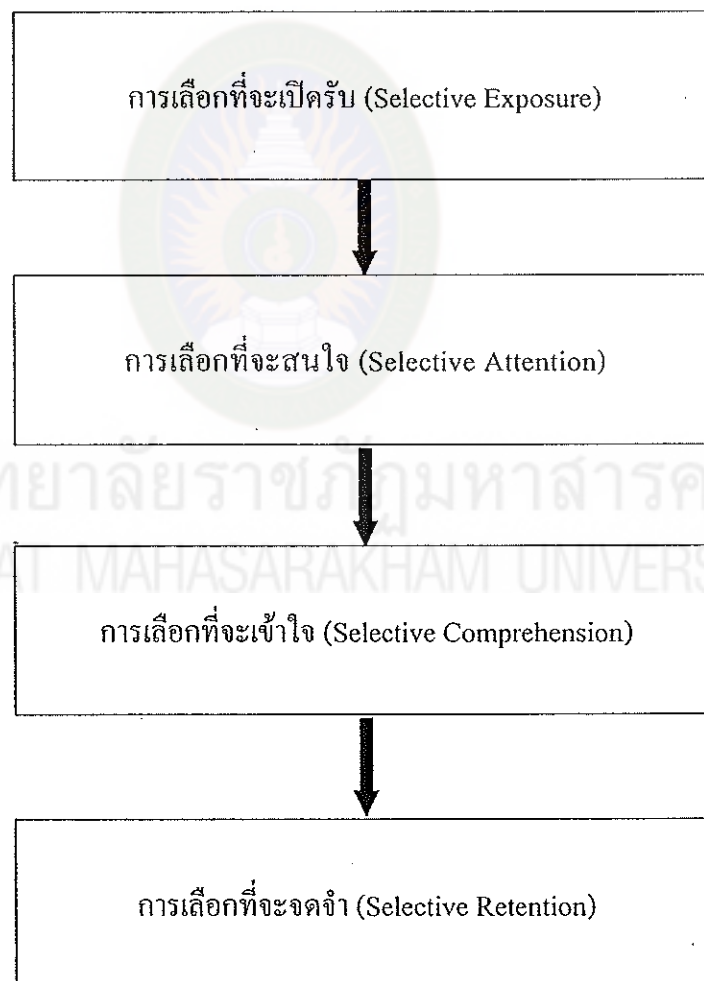 การเลือกที่จะเปิดรับ (Selective Exposure)
การเลือกที่จะสนใจ (Selective Attention)
ทยาลัยราชภัฏมหาสารค
AT MAHASARAKHAM UNIVERS
การเลือกที่จะเข้าใจ (Selective Comprehension)
การเลือกที่จะจดจำ (Selective Retention)